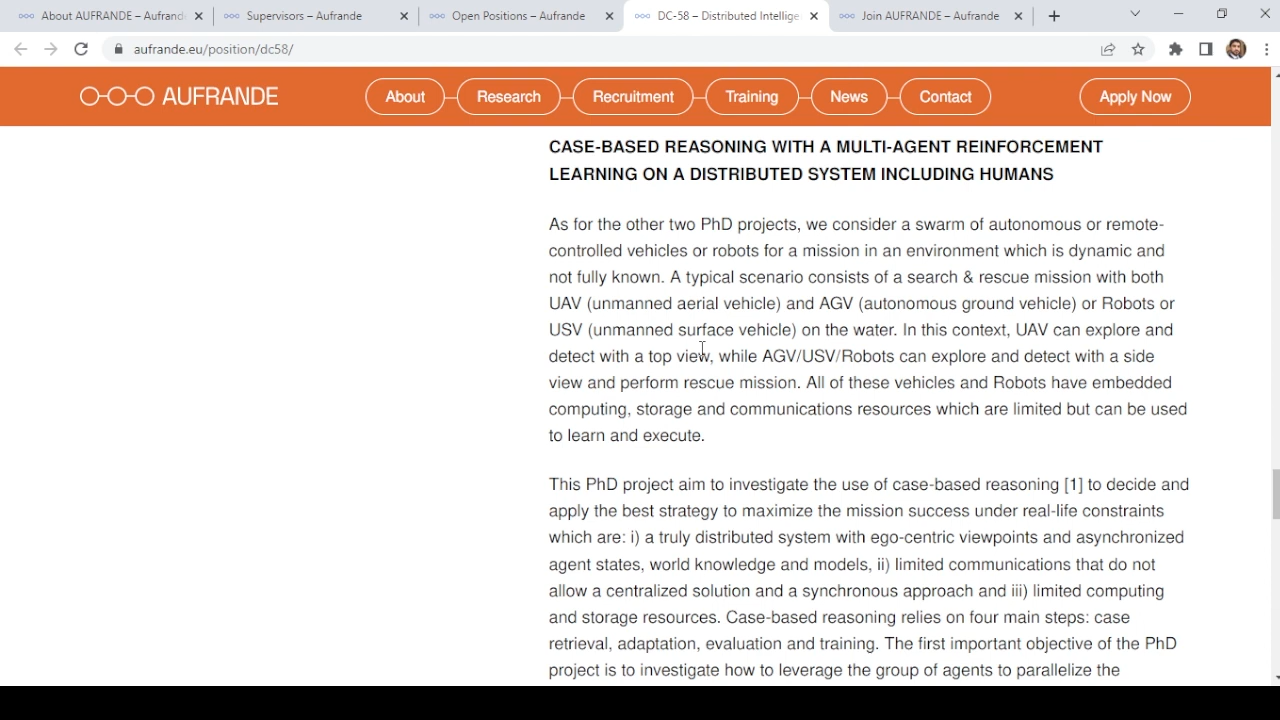 About AUFRANDE – Aufrand
Supervisors – Aufrande
Open Positions – Aufrande
DC-58 – Distributed Intellige
Join AUFRANDE – Aufrande
aufrande.eu/position/dc58/
AUFRANDE
About
Research
Recruitment
Training
News
Contact
Apply Now
CASE-BASED REASONING WITH A MULTI-AGENT REINFORCEMENT
LEARNING ON A DISTRIBUTED SYSTEM INCLUDING HUMANS
As for the other two PhD projects, we consider a swarm of autonomous or remote-
controlled vehicles or robots for a mission in an environment which is dynamic and
not fully known. A typical scenario consists of a search & rescue mission with both
UAV (unmanned aerial vehicle) and AGV (autonomous ground vehicle) or Robots or
USV (unmanned surface vehicle) on the water. In this context, UAV can explore and
detect with a top view, while AGV/USV/Robots can explore and detect with a side
view and perform rescue mission. All of these vehicles and Robots have embedded
computing, storage and communications resources which are limited but can be used
to learn and execute.
This PhD project aim to investigate the use of case-based reasoning [1] to decide and
apply the best strategy to maximize the mission success under real-life constraints
which are: i) a truly distributed system with ego-centric viewpoints and asynchronized
agent states, world knowledge and models, ii) limited communications that do not
allow a centralized solution and a synchronous approach and iii) limited computing
and storage resources. Case-based reasoning relies on four main steps: case
retrieval, adaptation, evaluation and training. The first important objective of the PhD
project is to investigate how to leverage the group of agents to parallelize the